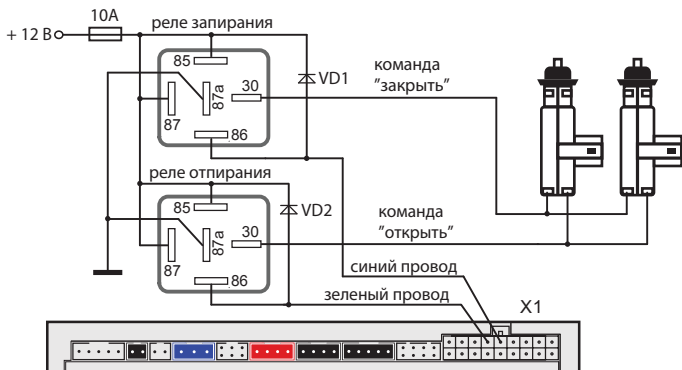 10A
+ 12 В
реле запирания
85
30
87a
87
86
VD1
команда
"закрыть"
реле отпирания
85
30
87a
87
86
VD2
команда
"открыть"
синий провод
зеленый провод
X1